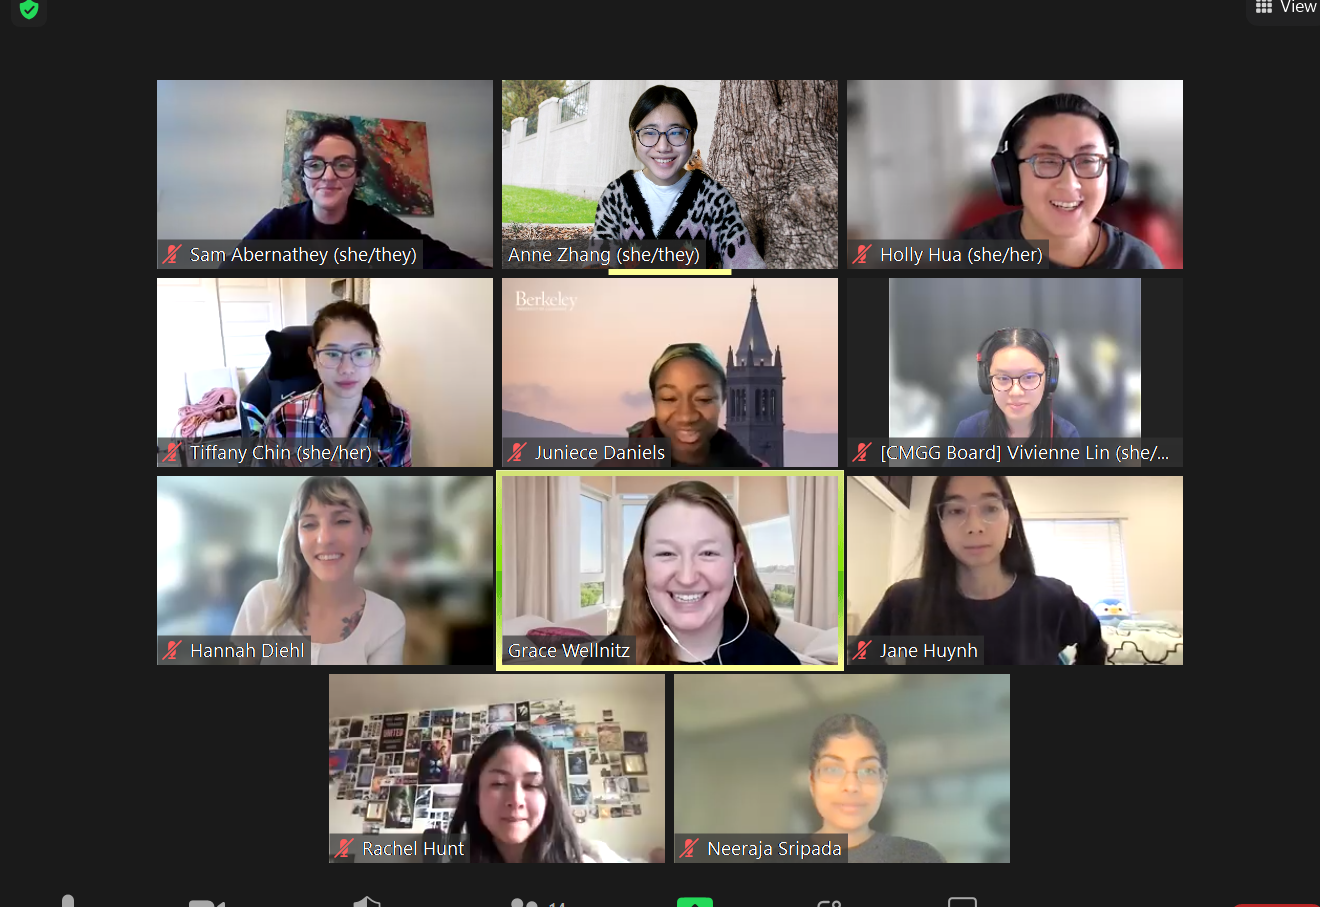 View
Sam Abernathey (she/they)
Anne Zhang (she/they)
Holly Hua (she/her)
Tiffany Chin (she/her)
Berkeley
Juniece Daniels
[CMGG Board] Vivienne Lin (she/...
Hannah Diehl
Grace Wellnitz
Jane Huynh
UNITED
Rachel Hunt
Neeraja Sripada